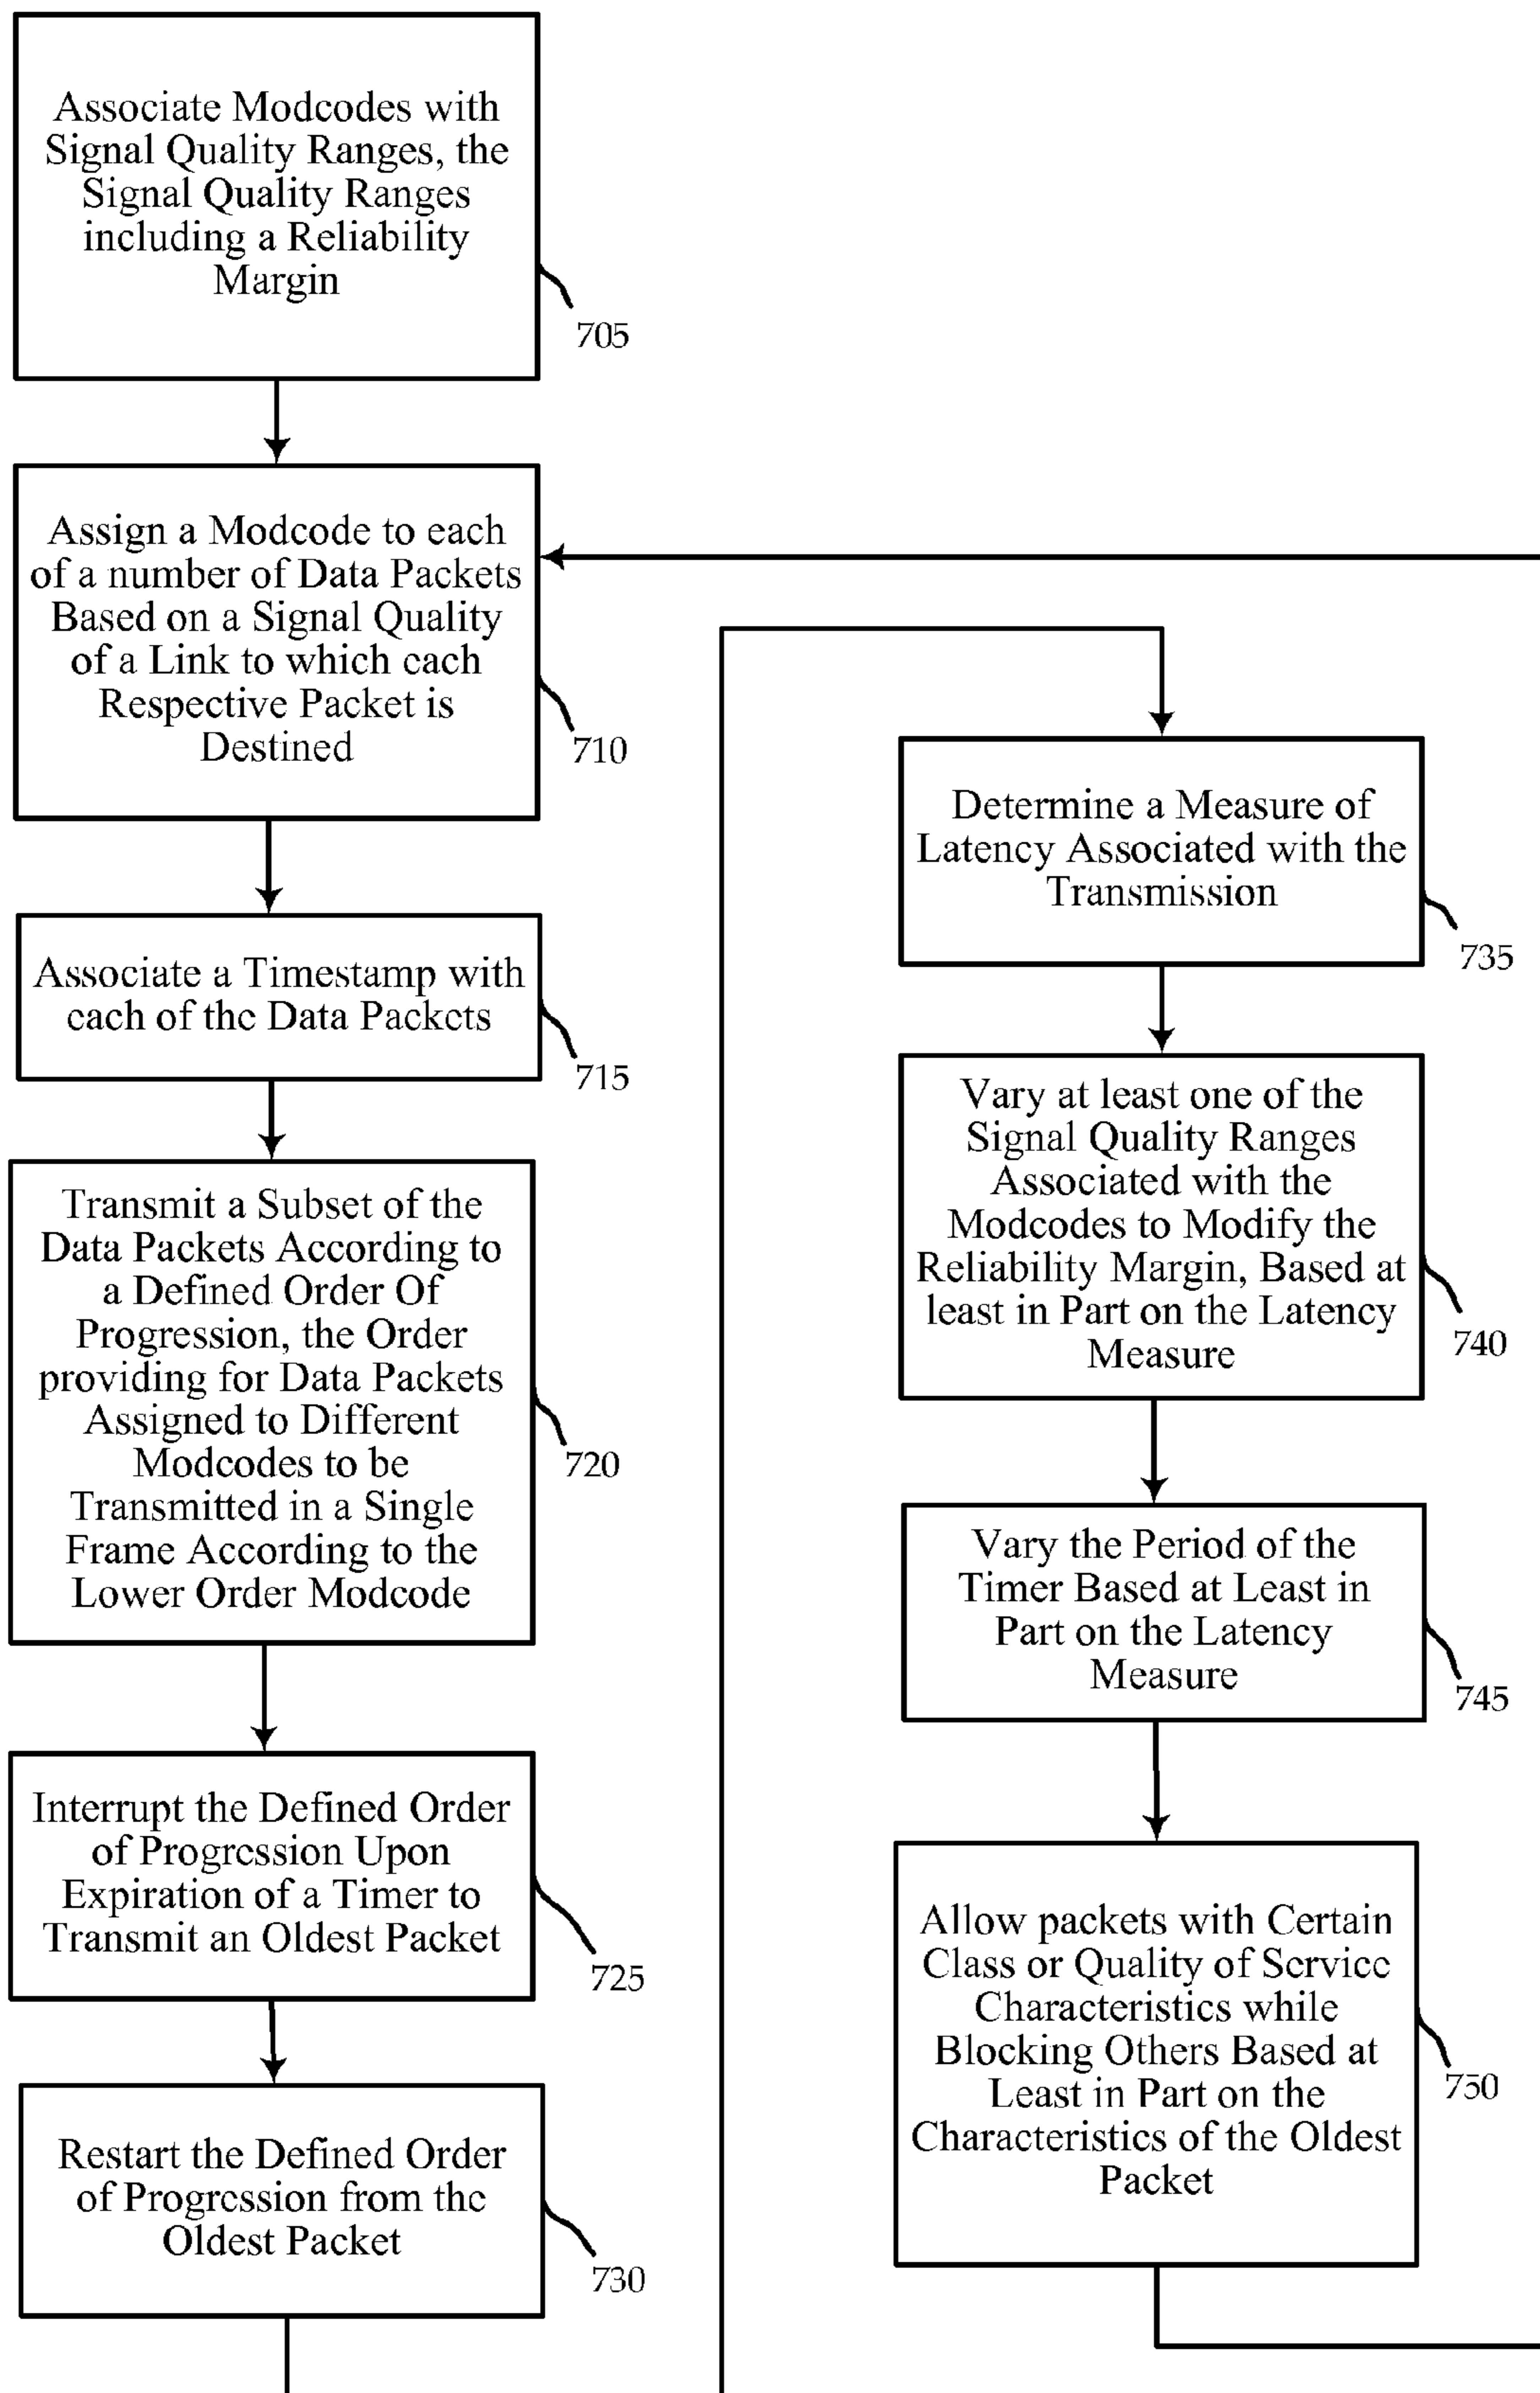 Associate Modcodes with
Signal Quality Ranges, the
Signal Quality Ranges
including a Reliability
Margin
705
Assign a Modcode to each
of a number of Data Packets
Based on a Signal Quality
of a Link to which each
Respective Packet is
Destined
710
Associate a Timestamp with
each of the Data Packets
715
Transmit a Subset of the
Data Packets According to
a Defined Order Of
Progression, the Order
providing for Data Packets
Assigned to Different
Modcodes to be
Transmitted in a Single
Frame According to the
Lower Order Modcode
720
Interrupt the Defined Order
of Progression Upon
Expiration of a Timer to
Transmit an Oldest Packet
725
Restart the Defined Order
of Progression from the
Oldest Packet
730
Determine a Measure of
Latency Associated with the
Transmission
735
Vary at least one of the
Signal Quality Ranges
Associated with the
Modcodes to Modify the
Reliability Margin, Based at
least in Part on the Latency
Measure
740
Vary the Period of the
Timer Based at Least in
Part on the Latency
Measure
745
Allow packets with Certain
Class or Quality of Service
Characteristics while
Blocking Others Based at
Least in Part on the
Characteristics of the Oldest
Packet
750